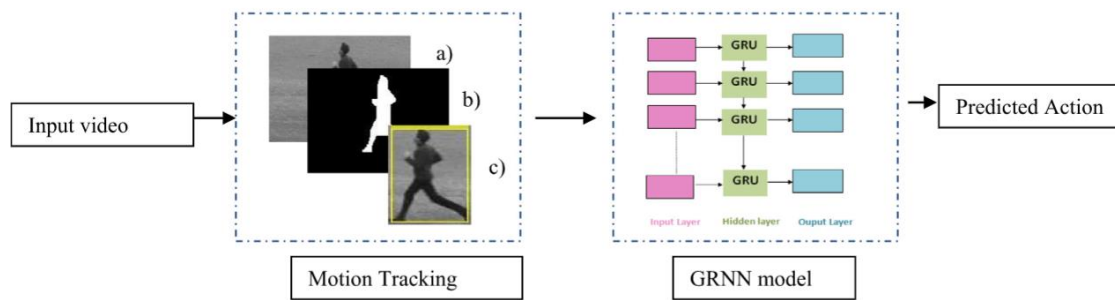 Input video
a)
b)
c)
Motion Tracking
GRU
GRU
GRU
GRU
Input Layer
Hidden layer
Ouput Layer
GRNN model
Predicted Action